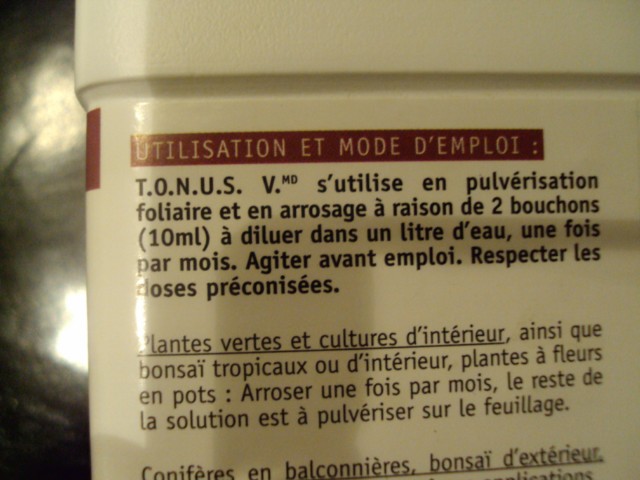 UTILISATION ET MODE D'EMPLOI :
T.O.N.U.S. V.MD s'utilise en pulvérisation
foliaire et en arrosage à raison de 2 bouchons
(10ml) à diluer dans un litre d'eau, une fois
par mois. Agiter avant emploi. Respecter les
doses préconisées.
Plantes vertes et cultures d'intérieur, ainsi que
bonsaï tropicaux ou d'intérieur, plantes à fleurs
en pots : Arroser une fois par mois, le reste de
la solution est à pulvériser sur le feuillage.
Conifères en balconnières, bonsaï d'extérieur,
applications